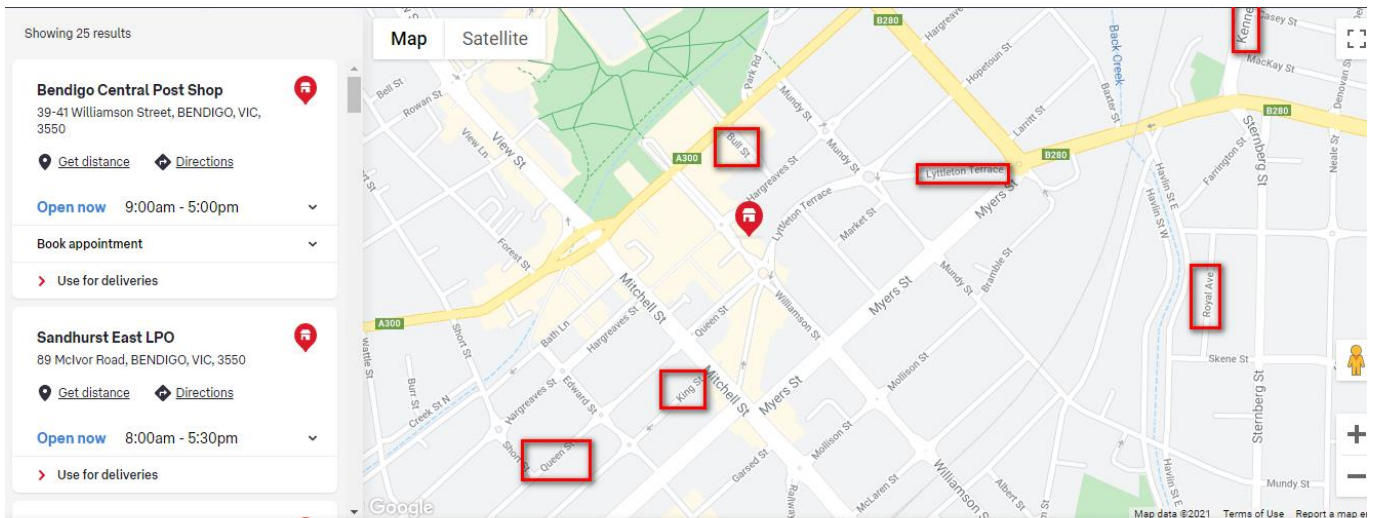 Showing 25 results
Bendigo Central Post Shop
39-41 Williamson Street, BENDIGO, VIC,
3550
Get distance
Directions
Open now 9:00am - 5:00pm
Book appointment
Use for deliveries
Sandhurst East LPO
89 McIvor Road, BENDIGO, VIC, 3550
Get distance
Directions
Open now 8:00am - 5:30pm
Use for deliveries
Map
Satellite
B280
Back Creek
Casey St
MacKay St
Denovan St
Hopetoun St
Park Rd
Bell St
Rowan St
View Ln
View St
Mundy St
Baxter St
Larritt St
B280
Sternberg St
Bull St
A300
Hargreaves St
Mundy St
Lyttleton Terrace
B280
Farrington St
Neale St
Myers St
Havlin St E
Havlin St W
Lyttleton Terrace
Market St
Forest St
Mitchell St
Queen St
Williamson St
Myers St
Mundy St
Bramble St
Royal Ave
A300
Short St
Bath Ln
Hargreaves St
Wattle St
Skene St
Burr St
Creek St N
Hargreaves St
Edward St
King St
Mitchell St
Myers St
Mollison St
Sternberg St
Short St
Queen St
Mollison St
Garsed St
McLaren St
Williamson St
Albert St
Havlin St E
Mundy St
Railway
Google
Map data ©2021
Terms of Use
Report a map